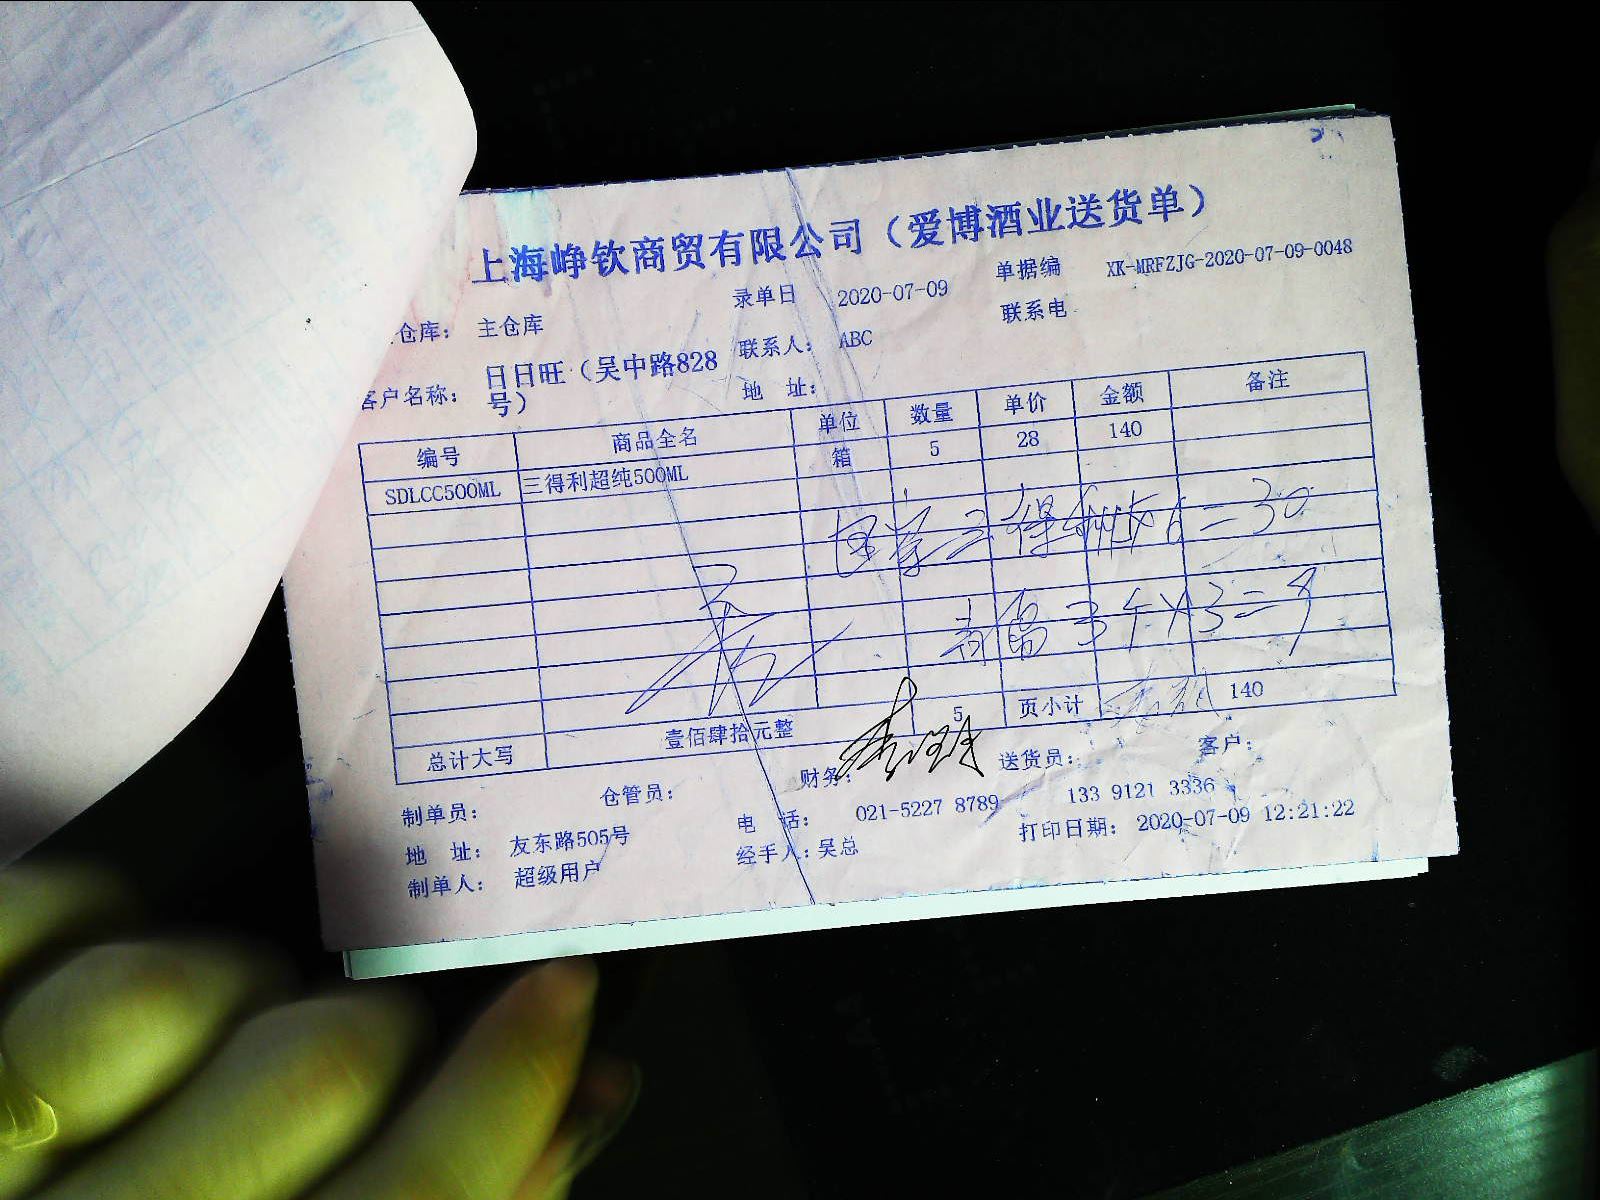 上海峥钦商贸有限公司（爱博酒业送货单）
仓库： 主仓库 录单日 2020-07-09 单据编 XK-MRFZJG-2020-07-09-0048
客户名称： 日日旺（吴中路828号） 联系人： ABC 联系电
地 址：
编号 商品全名 单位 数量 单价 金额 备注
SDLCC500ML 三得利超纯500ML 箱 5 28 140
=30
3=9
总计大写 壹佰肆拾元整 5 页小计 140
制单员： 仓管员： 财务： 送货员： 客户：
地 址： 友东路505号 电 话： 021-5227 8789 133 9121 3336
制单人： 超级用户 经手人：吴总 打印日期： 2020-07-09 12:21:22